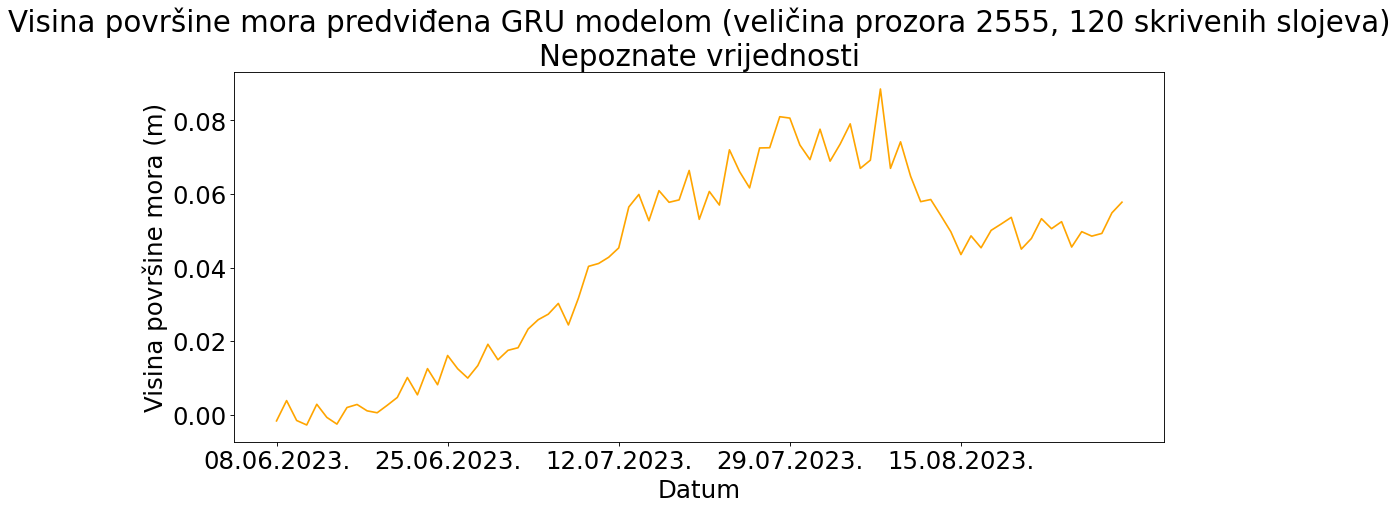 Visina površine mora predviđena GRU modelom (veličina prozora 2555, 120 skrivenih slojeva)
Nepoznate vrijednosti
Visina površine mora (m)
0.08
0.06
0.04
0.02
0.00
08.06.2023. 25.06.2023. 12.07.2023. 29.07.2023. 15.08.2023.
Datum